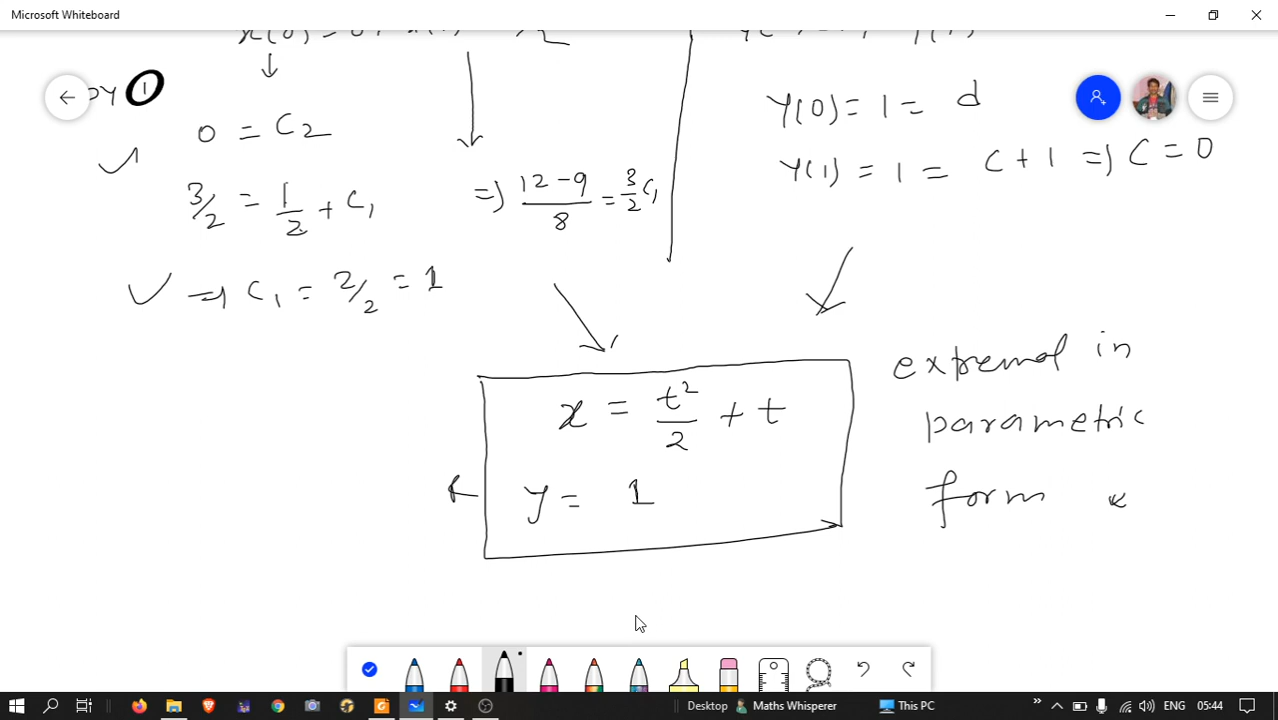 Microsoft Whiteboard
x(0) = 0,
Y(0) = 1 = d
0 = C2
Y(1) = 1 = C + 1 => C = 0
3/2 = 1/2 + C1
=> 12-9/8 = 3/2 C1
=> C1 = 2/2 = 1
x = t²/2 + t
y = 1
extremal in
parametric
form
Desktop
Maths Whisperer
This PC
ENG
05:44